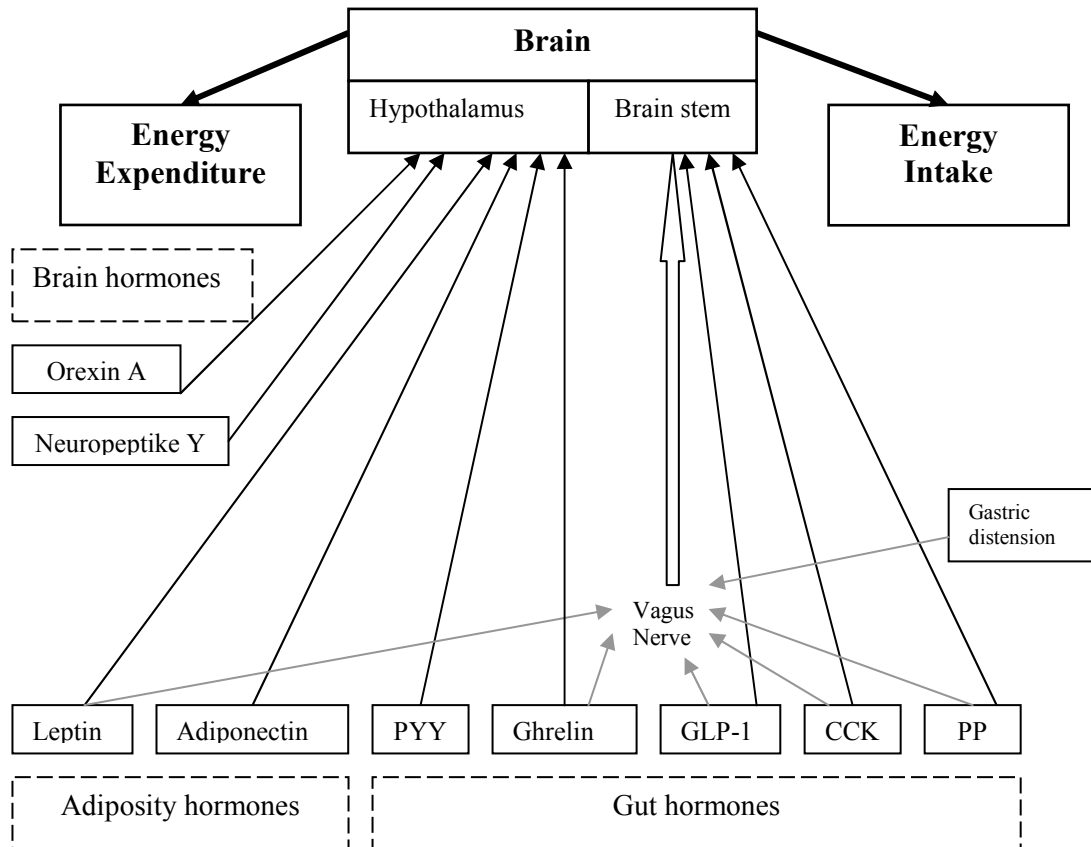 Brain
Hypothalamus
Brain stem
Energy
Expenditure
Energy
Intake
Brain hormones
Orexin A
Neuropeptike Y
Gastric
distension
Vagus
Nerve
Leptin
Adiponectin
PYY
Ghrelin
GLP-1
CCK
PP
Adiposity hormones
Gut hormones